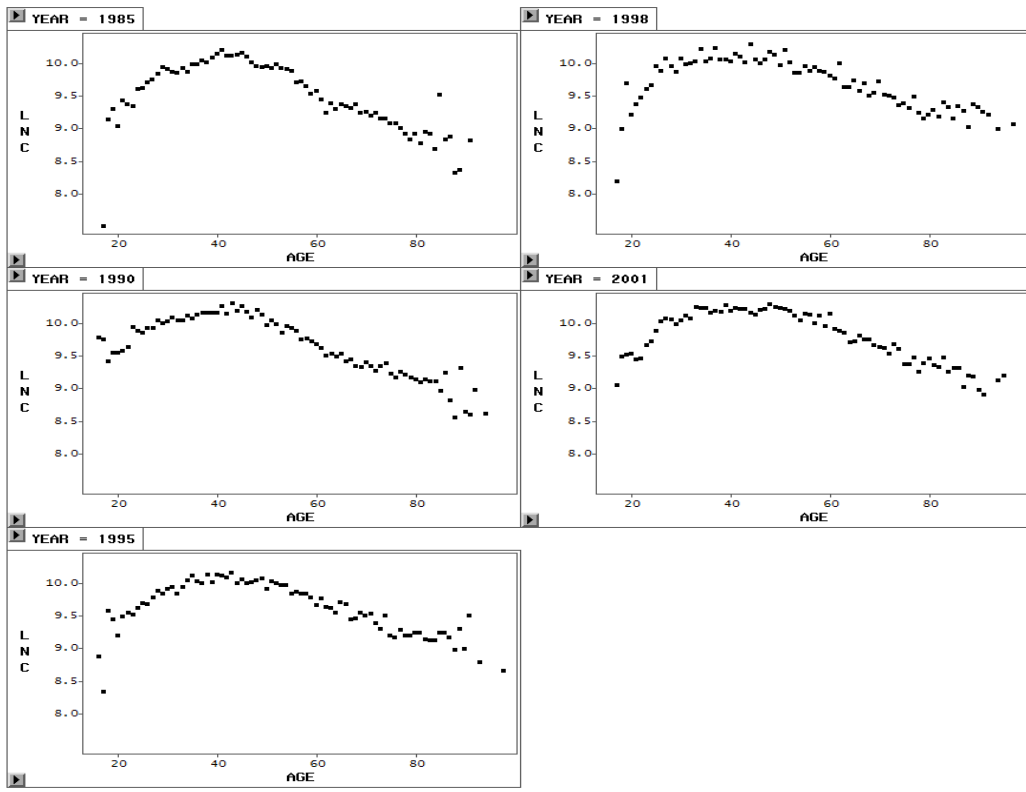 YEAR = 1985
10.0
9.5
9.0
8.5
8.0
L
N
C
20 40 60 80
AGE
YEAR = 1998
10.0
9.5
9.0
8.5
8.0
L
N
C
20 40 60 80
AGE
YEAR = 1990
10.0
9.5
9.0
8.5
8.0
L
N
C
20 40 60 80
AGE
YEAR = 2001
10.0
9.5
9.0
8.5
8.0
L
N
C
20 40 60 80
AGE
YEAR = 1995
10.0
9.5
9.0
8.5
8.0
L
N
C
20 40 60 80
AGE